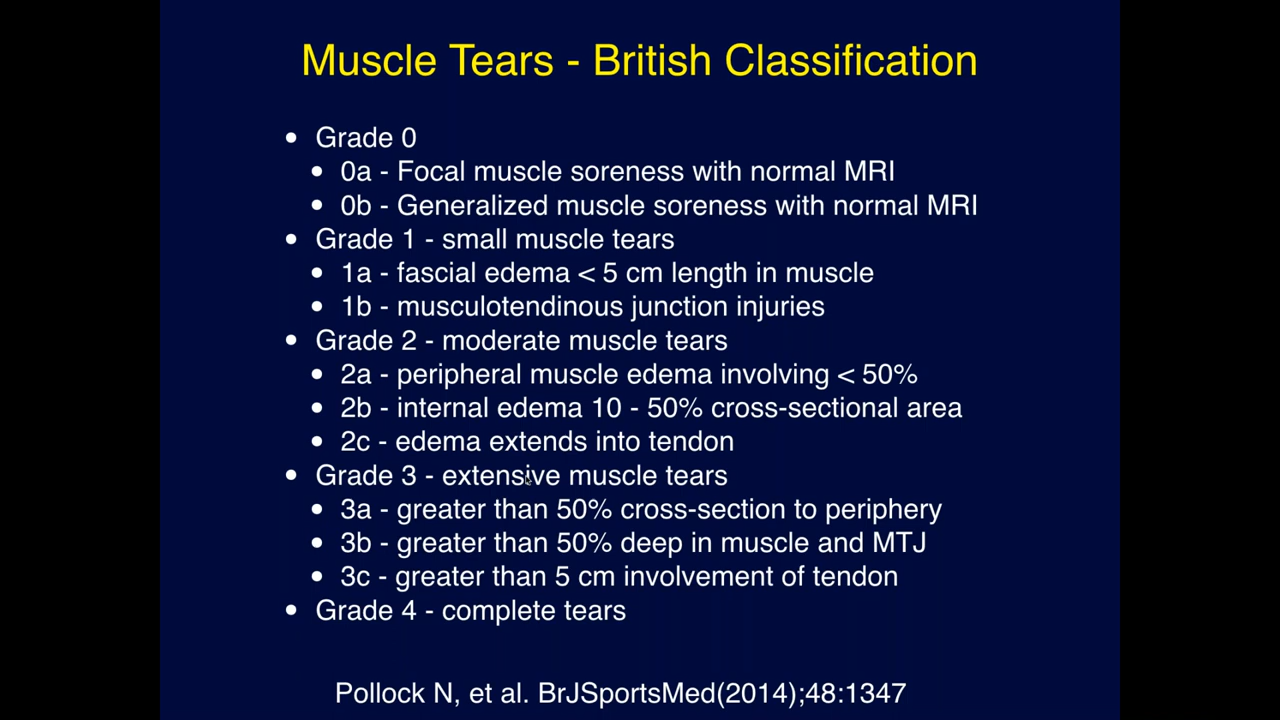 Muscle Tears - British Classification
• Grade 0
• 0a - Focal muscle soreness with normal MRI
• 0b - Generalized muscle soreness with normal MRI
• Grade 1 - small muscle tears
• 1a - fascial edema < 5 cm length in muscle
• 1b - musculotendinous junction injuries
• Grade 2 - moderate muscle tears
• 2a - peripheral muscle edema involving < 50%
• 2b - internal edema 10 - 50% cross-sectional area
• 2c - edema extends into tendon
• Grade 3 - extensive muscle tears
• 3a - greater than 50% cross-section to periphery
• 3b - greater than 50% deep in muscle and MTJ
• 3c - greater than 5 cm involvement of tendon
• Grade 4 - complete tears
Pollock N, et al. BrJSportsMed(2014);48:1347